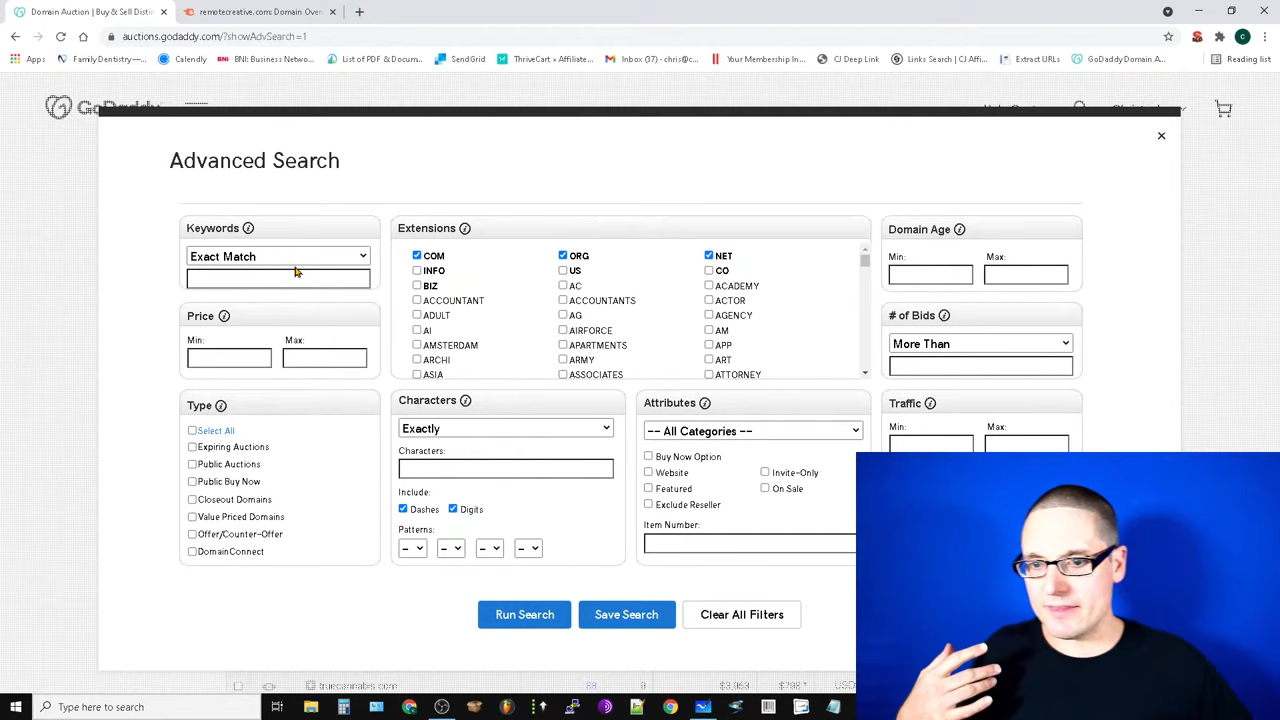 Domain Auction | Buy & Sell Distin
remotecreative.com: Domain Over
auctions.godaddy.com/?showAdvSearch=1
Apps
Family Dentistry—...
Calendly
BNI: Business Netwo...
List of PDF & Docum...
SendGrid
ThriveCart » Affiliate...
Inbox (37) - chris@c...
Your Membership In...
CJ Deep Link
Links Search | CJ Affi...
Extract URLs
GoDaddy Domain A...
Reading list
Advanced Search
Keywords
Exact Match
Extensions
COM ORG NET
INFO US CO
BIZ AC ACADEMY
ACCOUNTANT ACCOUNTANTS ACTOR
ADULT AG AGENCY
AI AIRFORCE AM
AMSTERDAM APARTMENTS APP
ARCHI ARMY ART
ASIA ASSOCIATES ATTORNEY
Domain Age
Min: Max:
Price
Min: Max:
# of Bids
More Than
Type
Select All
Expiring Auctions
Public Auctions
Public Buy Now
Closeout Domains
Value Priced Domains
Offer/Counter-Offer
DomainConnect
Characters
Exactly
Characters:
Include:
Dashes Digits
Patterns:
– – – –
Attributes
-- All Categories --
Buy Now Option
Website Invite-Only
Featured On Sale
Exclude Reseller
Item Number:
Traffic
Min: Max:
Run Search Save Search Clear All Filters
truecannabis.com
Type here to search